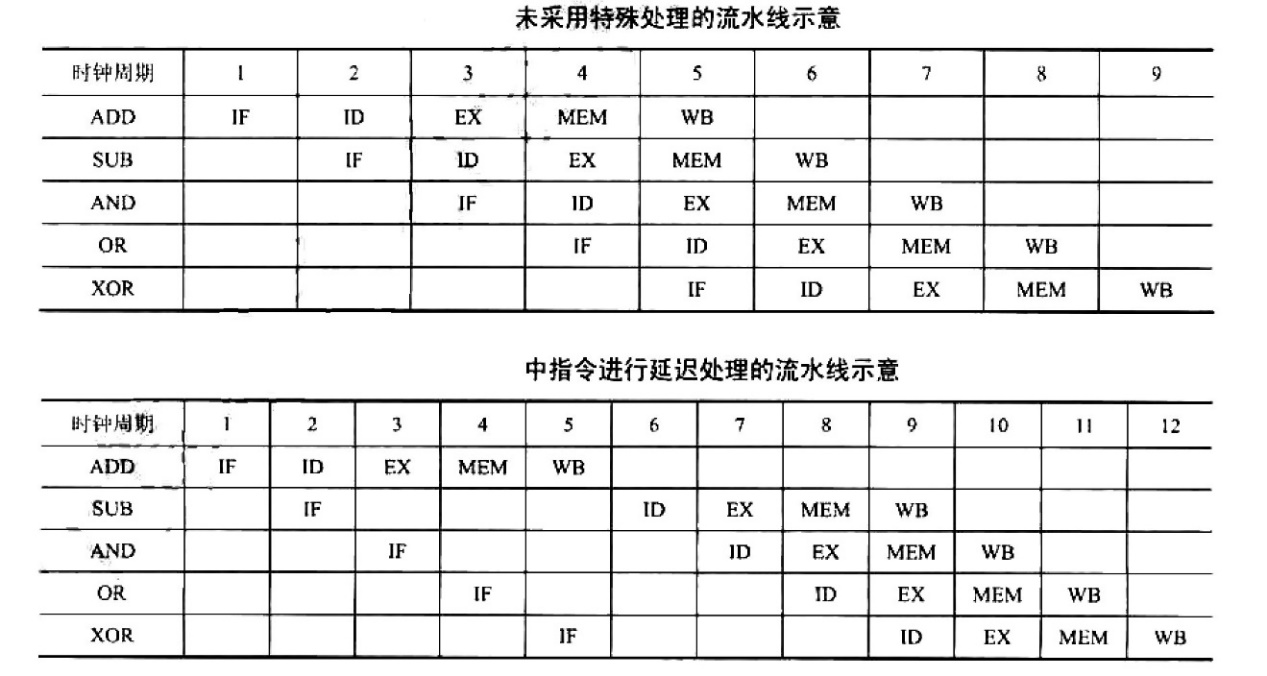 未采用特殊处理的流水线示意
时钟周期 1 2 3 4 5 6 7 8 9
ADD IF ID EX MEM WB
SUB IF ID EX MEM WB
AND IF ID EX MEM WB
OR IF ID EX MEM WB
XOR IF ID EX MEM WB
中指令进行延迟处理的流水线示意
时钟周期 1 2 3 4 5 6 7 8 9 10 11 12
ADD IF ID EX MEM WB
SUB IF ID EX MEM WB
AND IF ID EX MEM WB
OR IF ID EX MEM WB
XOR IF ID EX MEM WB